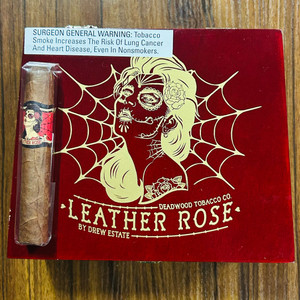 SURGEON GENERAL WARNING: Tobacco
Smoke Increases The Risk Of Lung Cancer
And Heart Disease, Even In Nonsmokers.
DEADWOOD TOBACCO CO.
LEATHER ROSE
BY DREW ESTATE